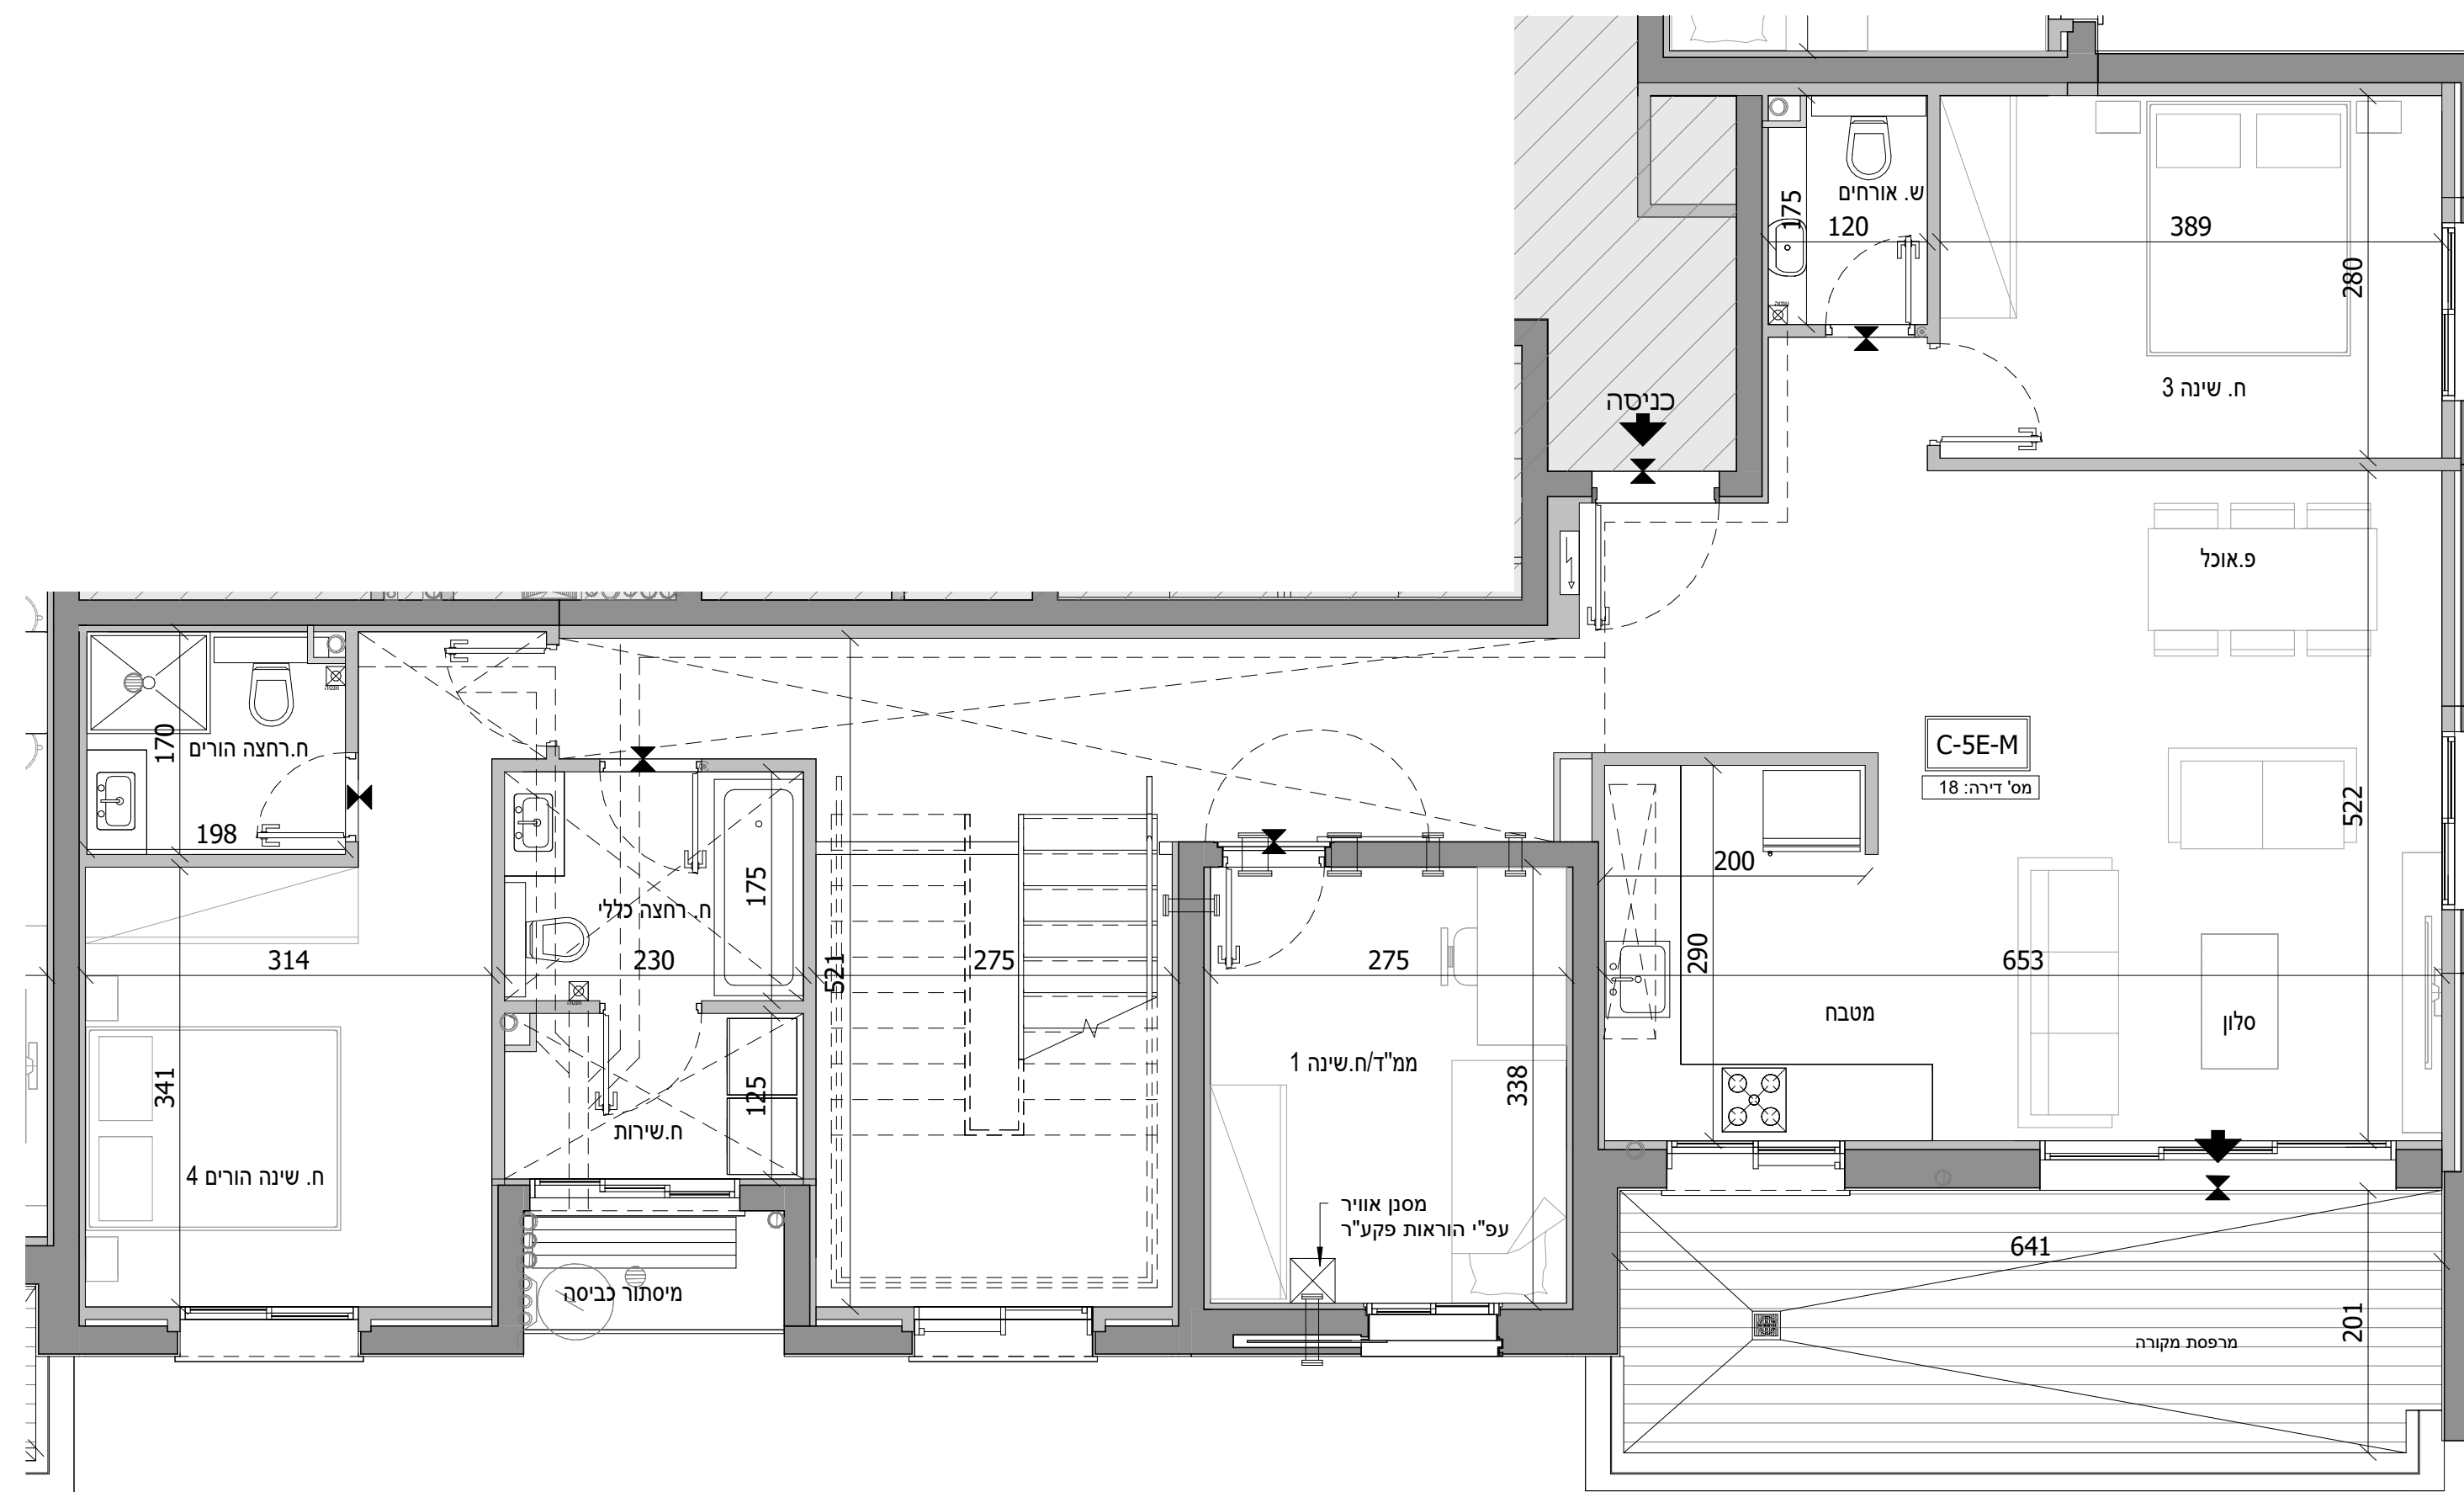 ש. אורחים
175
120
389
280
ח. שינה 3
כניסה
פ.אוכל
C-5E-M
מס' דירה: 18
522
170
ח.רחצה הורים
198
175
ח. רחצה כללי
200
314
230
521
275
275
290
653
מטבח
סלון
ממ"ד/ח.שינה 1
338
341
125
ח.שירות
ח. שינה הורים 4
מסנן אוויר
עפ"י הוראות פקע"ר
מיסתור כביסה
641
201
מרפסת מקורה